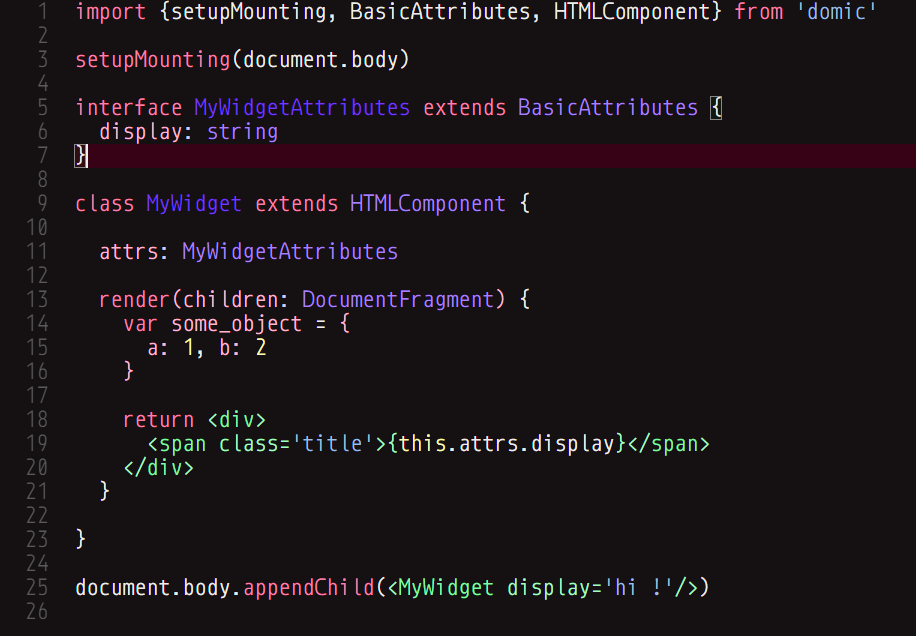 1 import {setupMounting, BasicAttributes, HTMLComponent} from 'domic'
2
3 setupMounting(document.body)
4
5 interface MyWidgetAttributes extends BasicAttributes {
6   display: string
7 }
8
9 class MyWidget extends HTMLComponent {
10
11   attrs: MyWidgetAttributes
12
13   render(children: DocumentFragment) {
14     var some_object = {
15       a: 1, b: 2
16     }
17
18     return <div>
19       <span class='title'>{this.attrs.display}</span>
20     </div>
21   }
22
23 }
24
25 document.body.appendChild(<MyWidget display='hi !'/>)
26